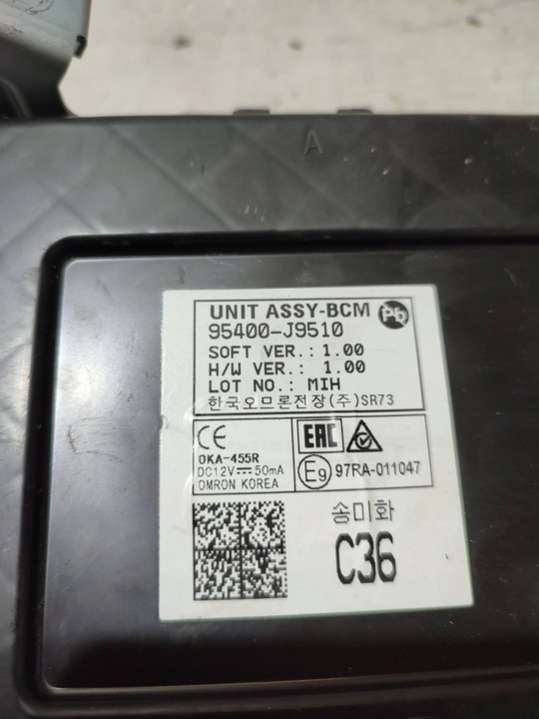 A
UNIT ASSY-BCM
Pb
95400-J9510
SOFT VER.: 1.00
H/W VER.: 1.00
LOT NO.: MIH
한국오므론전장(주)SR73
CE
EAC
OKA-455R
DC12V⎓50mA
OMRON KOREA
E9
97RA-011047
송미화
C36